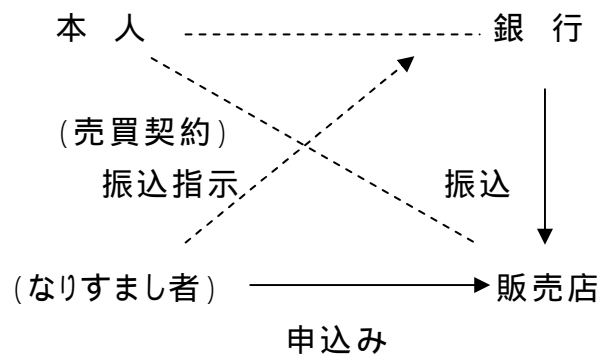 本 人
銀 行
(売買契約)
振込指示
振込
(なりすまし者)
販売店
申込み